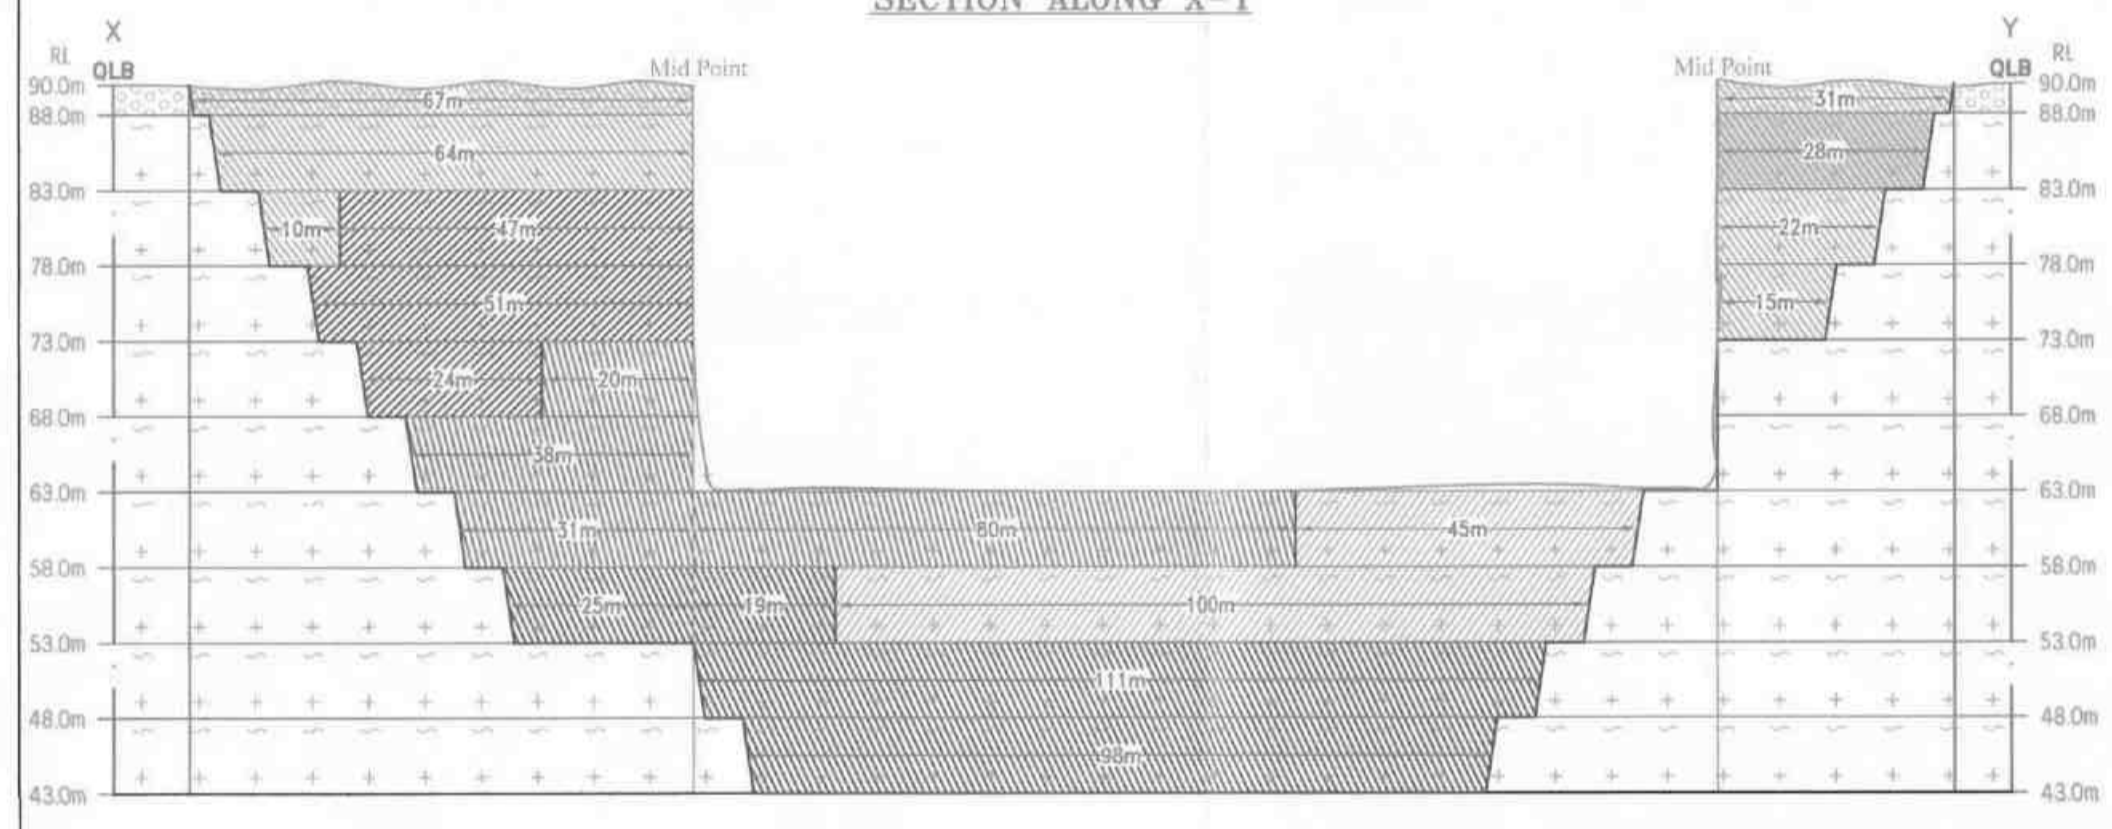 SECTION ALONG X-Y
X Y
RL Mid Point Mid Point RL
QLB QLB
90.0m 67m 31m 90.0m
88.0m 88.0m
64m 28m
83.0m 83.0m
10m 47m 22m
78.0m 78.0m
51m 15m
73.0m 73.0m
24m 20m
68.0m 68.0m
38m
63.0m 63.0m
31m 80m 45m
58.0m 58.0m
25m 19m 100m
53.0m 53.0m
111m
48.0m 48.0m
98m
43.0m 43.0m